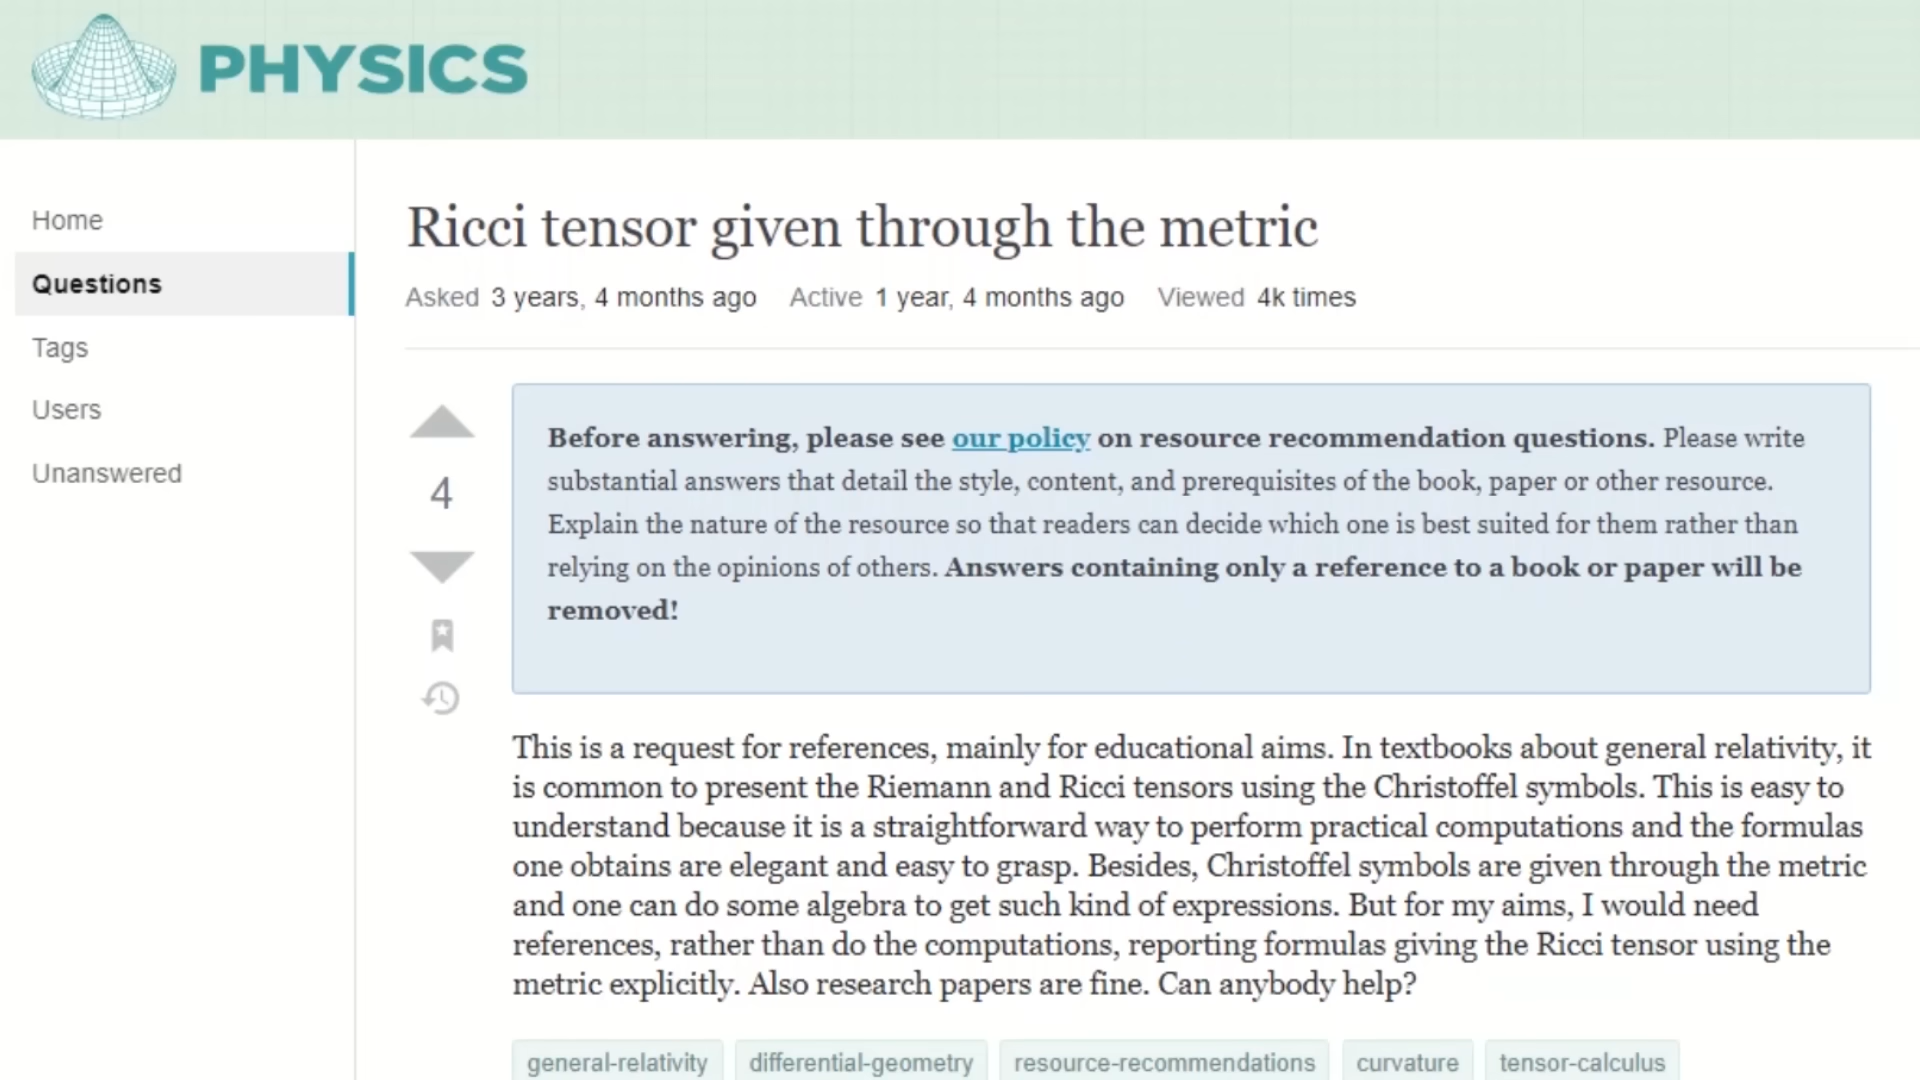 PHYSICS
Home
Questions
Tags
Users
Unanswered
Ricci tensor given through the metric
Asked 3 years, 4 months ago Active 1 year, 4 months ago Viewed 4k times
4
Before answering, please see our policy on resource recommendation questions. Please write
substantial answers that detail the style, content, and prerequisites of the book, paper or other resource.
Explain the nature of the resource so that readers can decide which one is best suited for them rather than
relying on the opinions of others. Answers containing only a reference to a book or paper will be
removed!
This is a request for references, mainly for educational aims. In textbooks about general relativity, it
is common to present the Riemann and Ricci tensors using the Christoffel symbols. This is easy to
understand because it is a straightforward way to perform practical computations and the formulas
one obtains are elegant and easy to grasp. Besides, Christoffel symbols are given through the metric
and one can do some algebra to get such kind of expressions. But for my aims, I would need
references, rather than do the computations, reporting formulas giving the Ricci tensor using the
metric explicitly. Also research papers are fine. Can anybody help?
general-relativity differential-geometry resource-recommendations curvature tensor-calculus